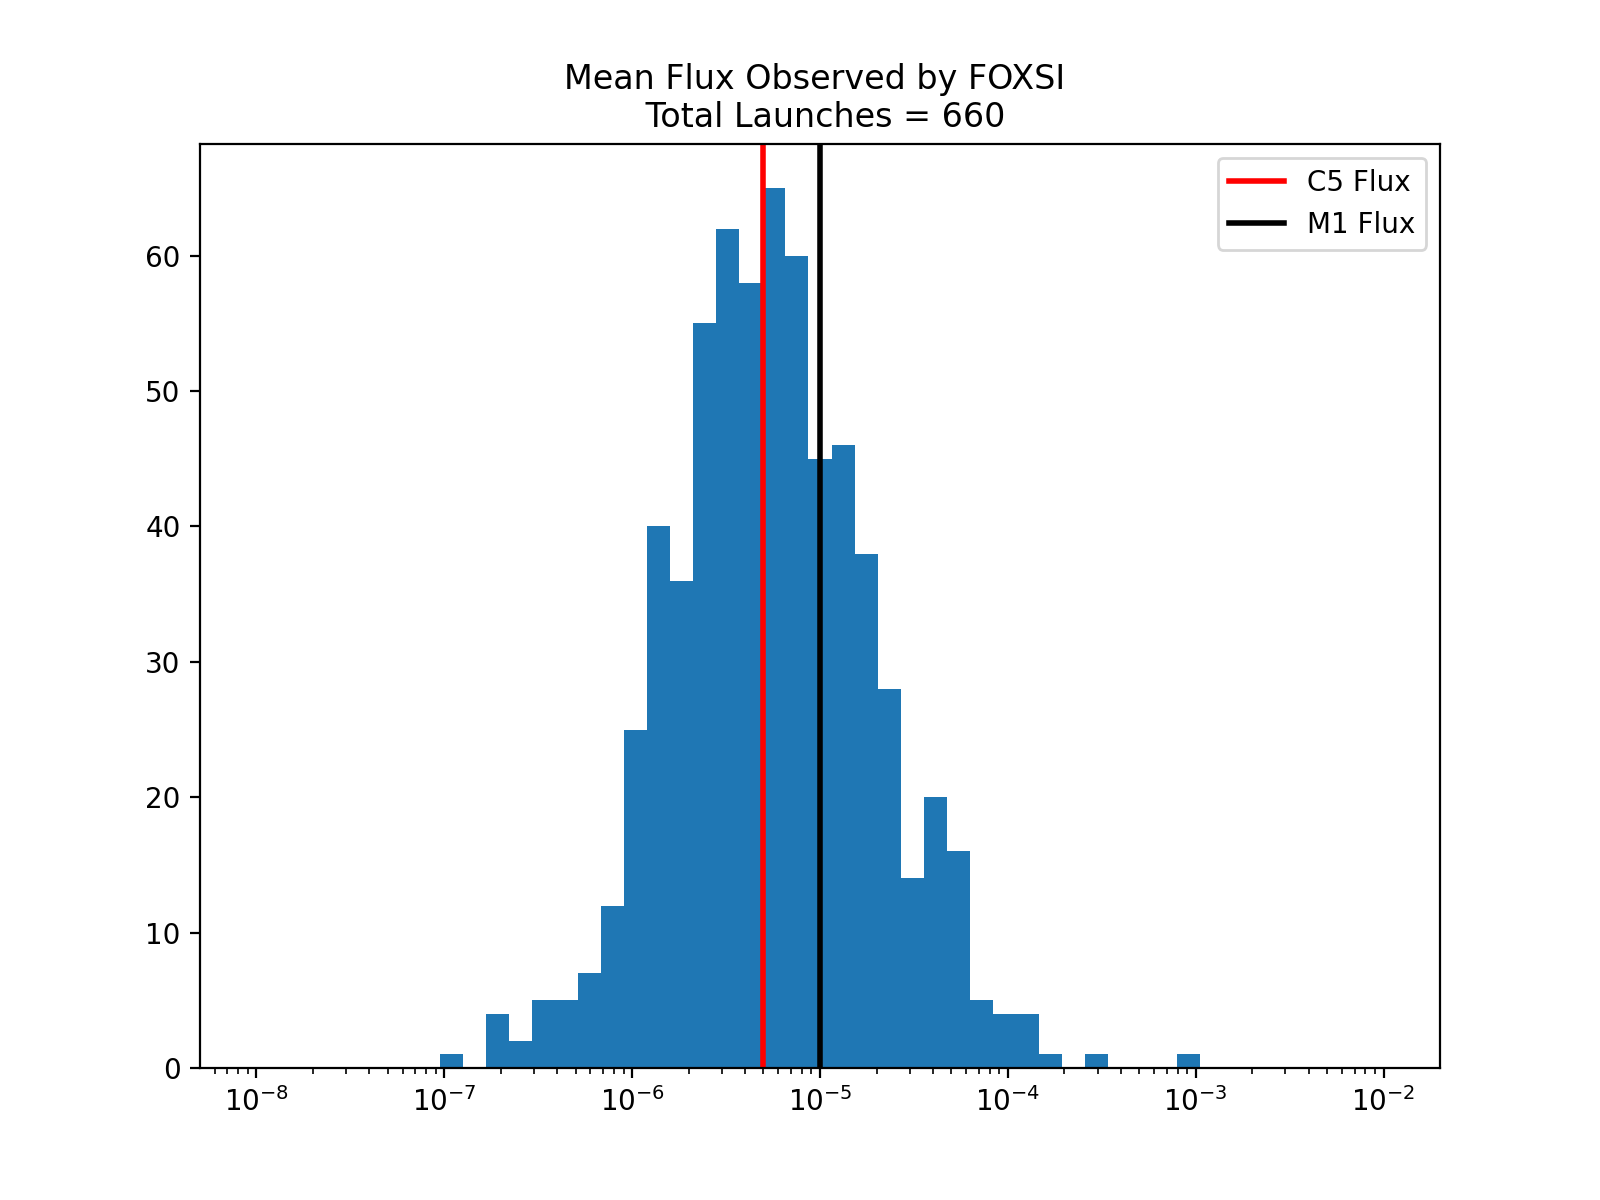 Mean Flux Observed by FOXSI
Total Launches = 660
C5 Flux
M1 Flux
60
50
40
30
20
10
0
10⁻⁸ 10⁻⁷ 10⁻⁶ 10⁻⁵ 10⁻⁴ 10⁻³ 10⁻²